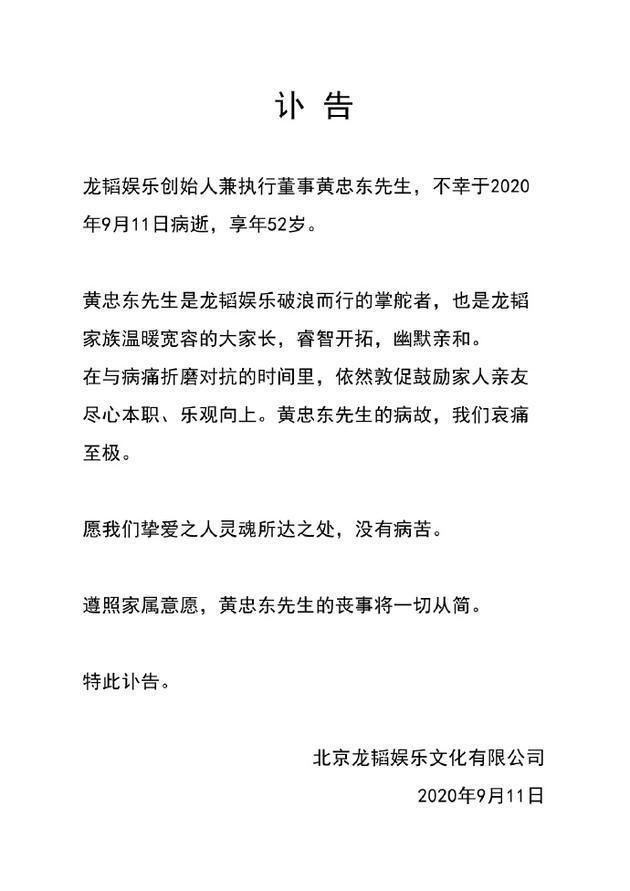 讣 告
龙韬娱乐创始人兼执行董事黄忠东先生，不幸于2020
年9月11日病逝，享年52岁。
黄忠东先生是龙韬娱乐破浪而行的掌舵者，也是龙韬
家族温暖宽容的大家长，睿智开拓，幽默亲和。
在与病痛折磨对抗的时间里，依然敦促鼓励家人亲友
尽心本职、乐观向上。黄忠东先生的病故，我们哀痛
至极。
愿我们挚爱之人灵魂所达之处，没有病苦。
遵照家属意愿，黄忠东先生的丧事将一切从简。
特此讣告。
北京龙韬娱乐文化有限公司
2020年9月11日